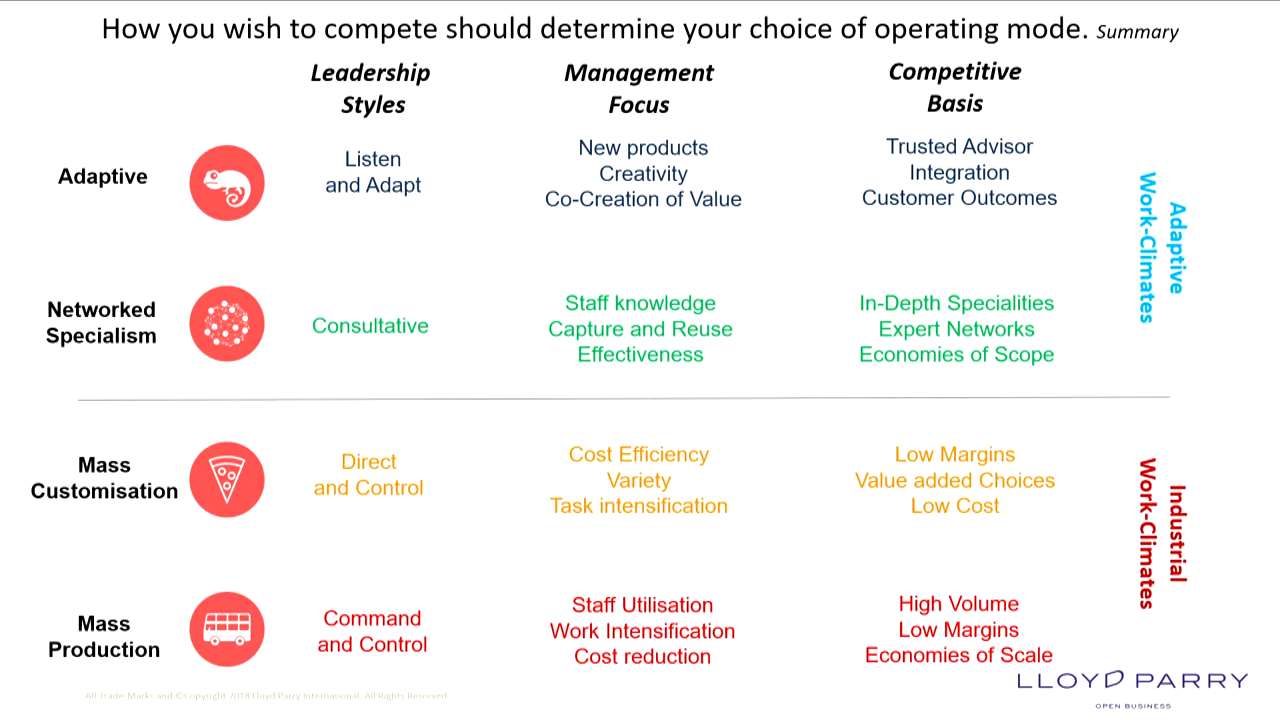 How you wish to compete should determine your choice of operating mode. Summary
Leadership
Styles
Management
Focus
Competitive
Basis
Adaptive
Listen
and Adapt
New products
Creativity
Co-Creation of Value
Trusted Advisor
Integration
Customer Outcomes
Adaptive
Work-Climates
Networked
Specialism
Consultative
Staff knowledge
Capture and Reuse
Effectiveness
In-Depth Specialities
Expert Networks
Economies of Scope
Mass
Customisation
Direct
and Control
Cost Efficiency
Variety
Task intensification
Low Margins
Value added Choices
Low Cost
Industrial
Work-Climates
Mass
Production
Command
and Control
Staff Utilisation
Work Intensification
Cost reduction
High Volume
Low Margins
Economies of Scale
All Trade Marks and ©Copyright 2018 Lloyd Parry International. All Rights Reserved
LLOYD PARRY
OPEN BUSINESS